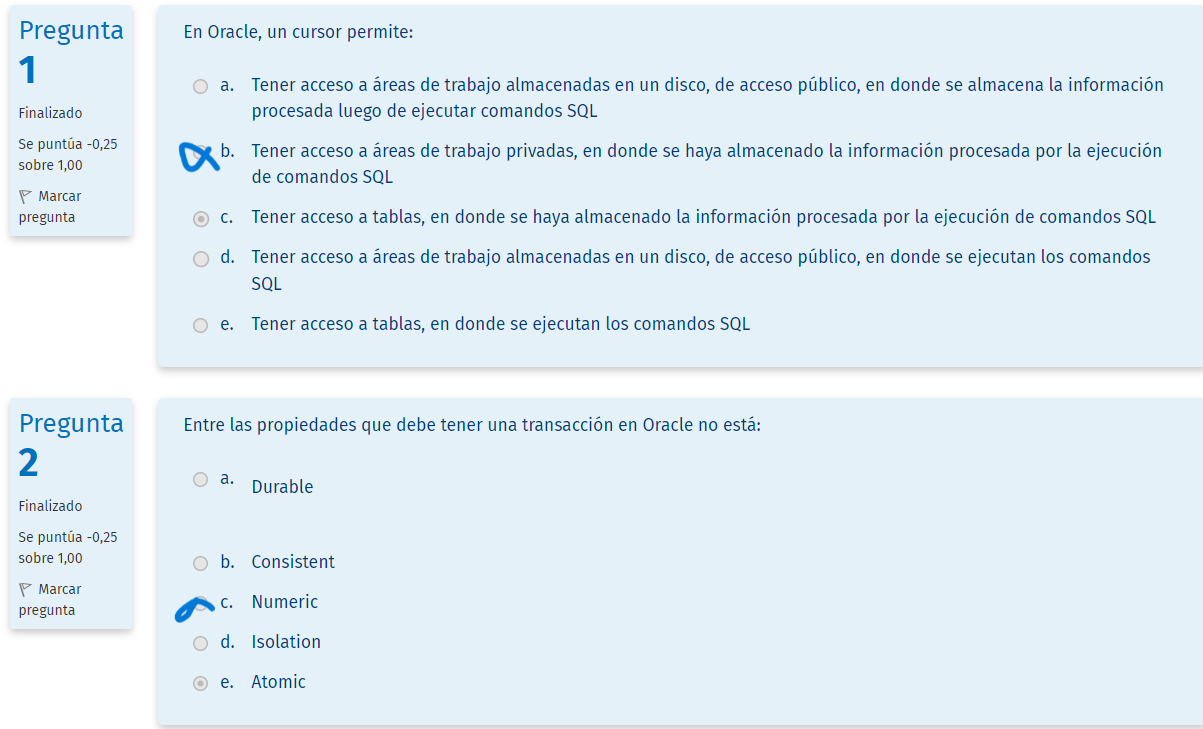 Pregunta
1
Finalizado
Se puntúa -0,25
sobre 1,00
Marcar
pregunta
En Oracle, un cursor permite:
a. Tener acceso a áreas de trabajo almacenadas en un disco, de acceso público, en donde se almacena la información
procesada luego de ejecutar comandos SQL
b. Tener acceso a áreas de trabajo privadas, en donde se haya almacenado la información procesada por la ejecución
de comandos SQL
c. Tener acceso a tablas, en donde se haya almacenado la información procesada por la ejecución de comandos SQL
d. Tener acceso a áreas de trabajo almacenadas en un disco, de acceso público, en donde se ejecutan los comandos
SQL
e. Tener acceso a tablas, en donde se ejecutan los comandos SQL
Pregunta
2
Finalizado
Se puntúa -0,25
sobre 1,00
Marcar
pregunta
Entre las propiedades que debe tener una transacción en Oracle no está:
a. Durable
b. Consistent
c. Numeric
d. Isolation
e. Atomic